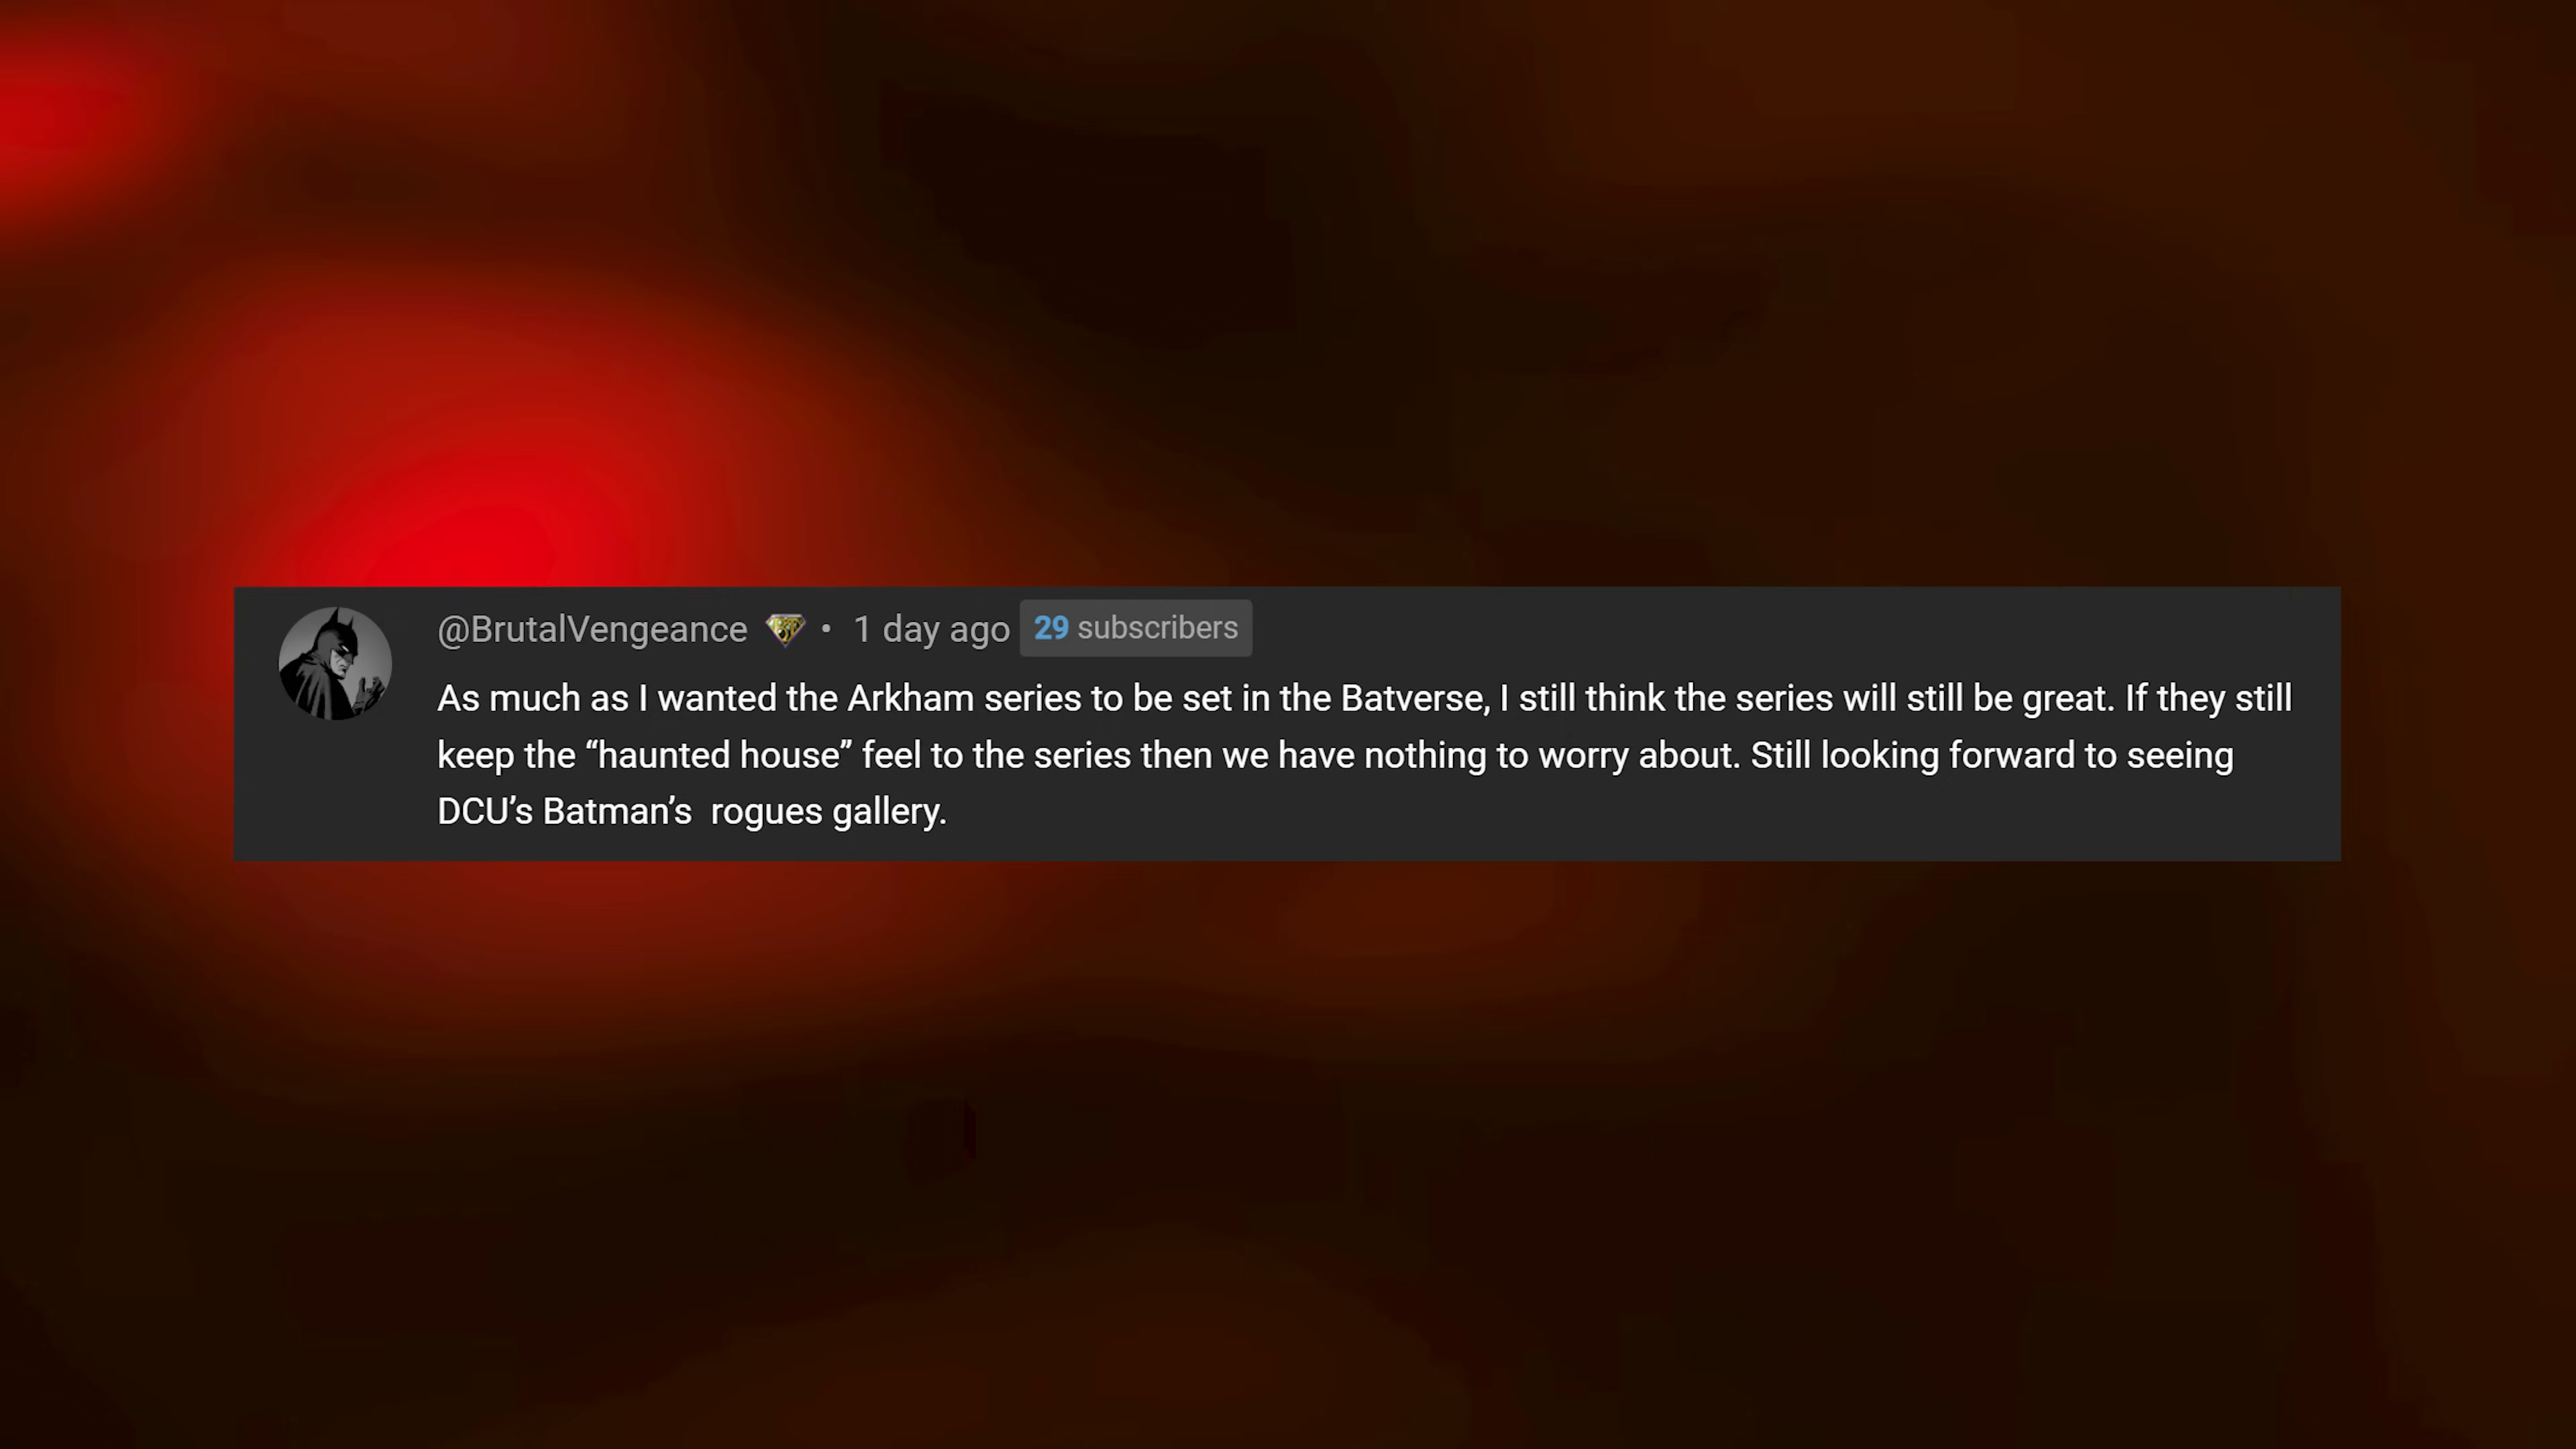 @BrutalVengeance • 1 day ago 29 subscribers
As much as I wanted the Arkham series to be set in the Batverse, I still think the series will still be great. If they still
keep the “haunted house” feel to the series then we have nothing to worry about. Still looking forward to seeing
DCU’s Batman’s  rogues gallery.